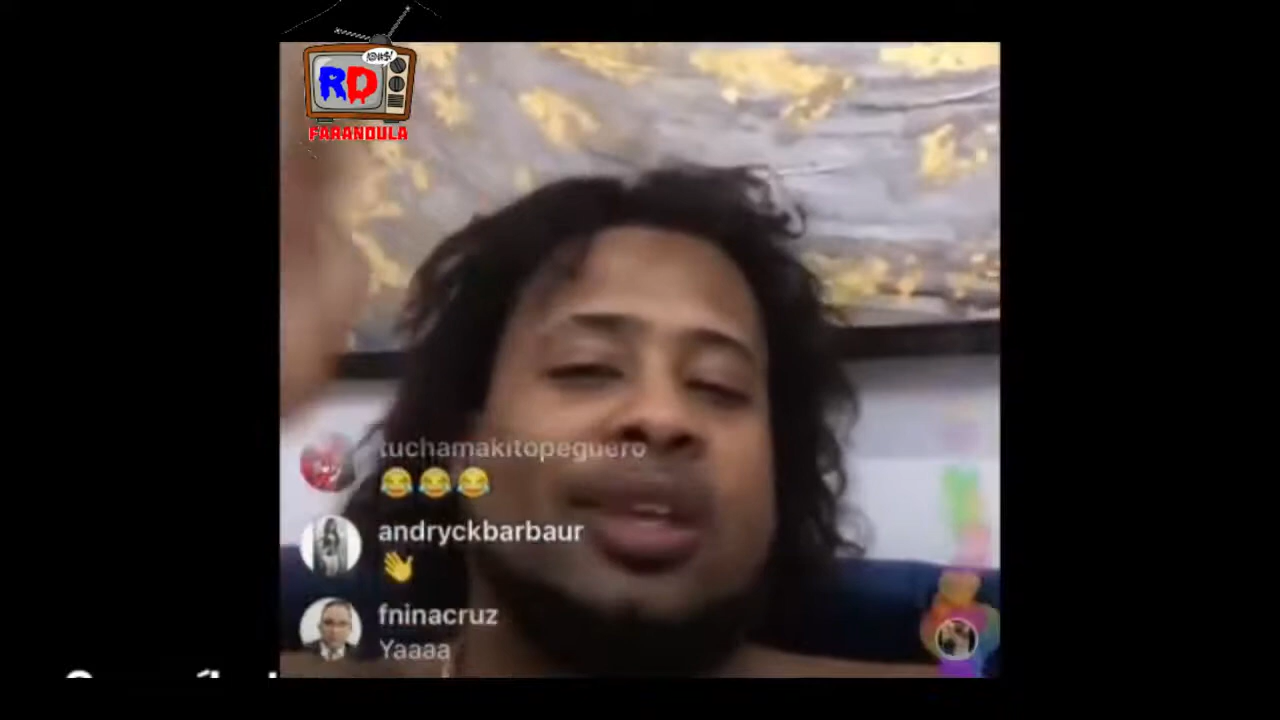 @#$!
RD
FARANDULA
tuchamakitopeguero
😂😂😂
andryckbarbaur
👋
fninacruz
Yaaaa